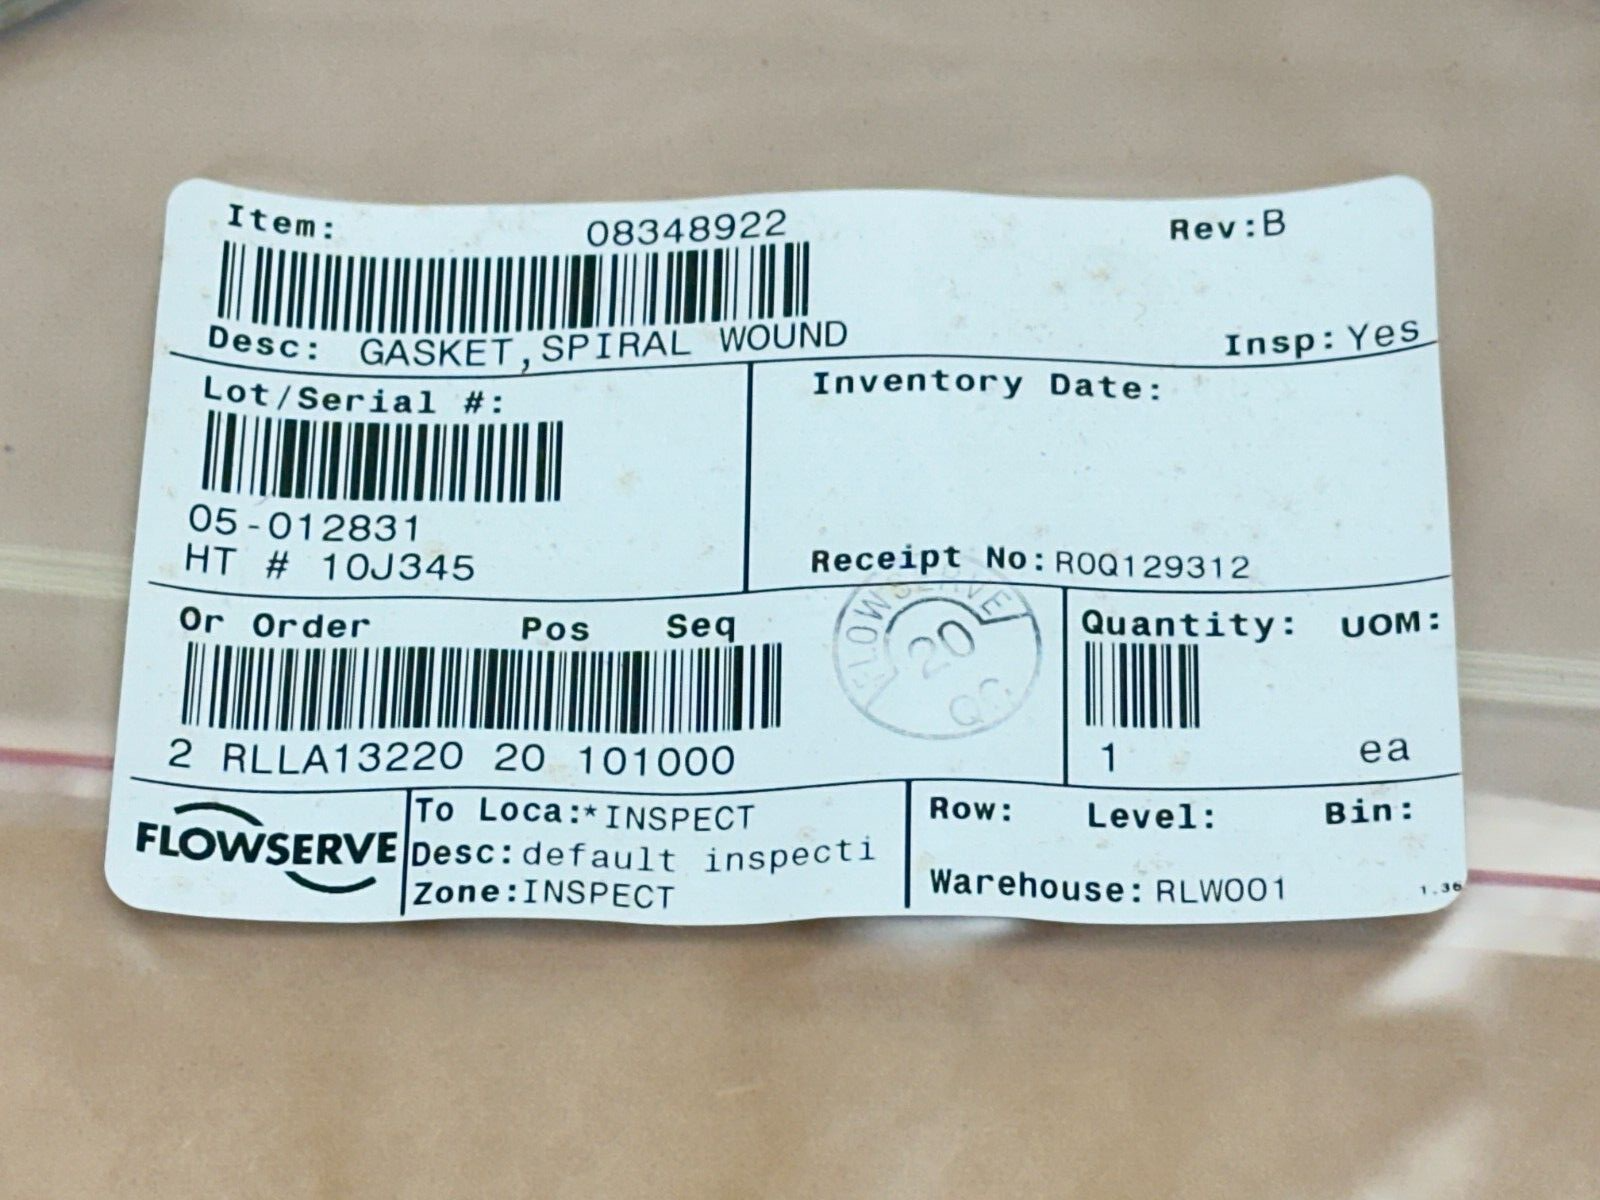 Item: 08348922 Rev:B
Desc: GASKET,SPIRAL WOUND Insp:Yes
Lot/Serial #:
05-012831
HT # 10J345
Inventory Date:
Receipt No:R0Q129312
Or Order Pos Seq
2 RLLA13220 20 101000
FLOWSERVE
20
QC.
Quantity: UOM:
1 ea
FLOWSERVE
To Loca:*INSPECT
Desc:default inspecti
Zone:INSPECT
Row: Level: Bin:
Warehouse:RLW001
1.36